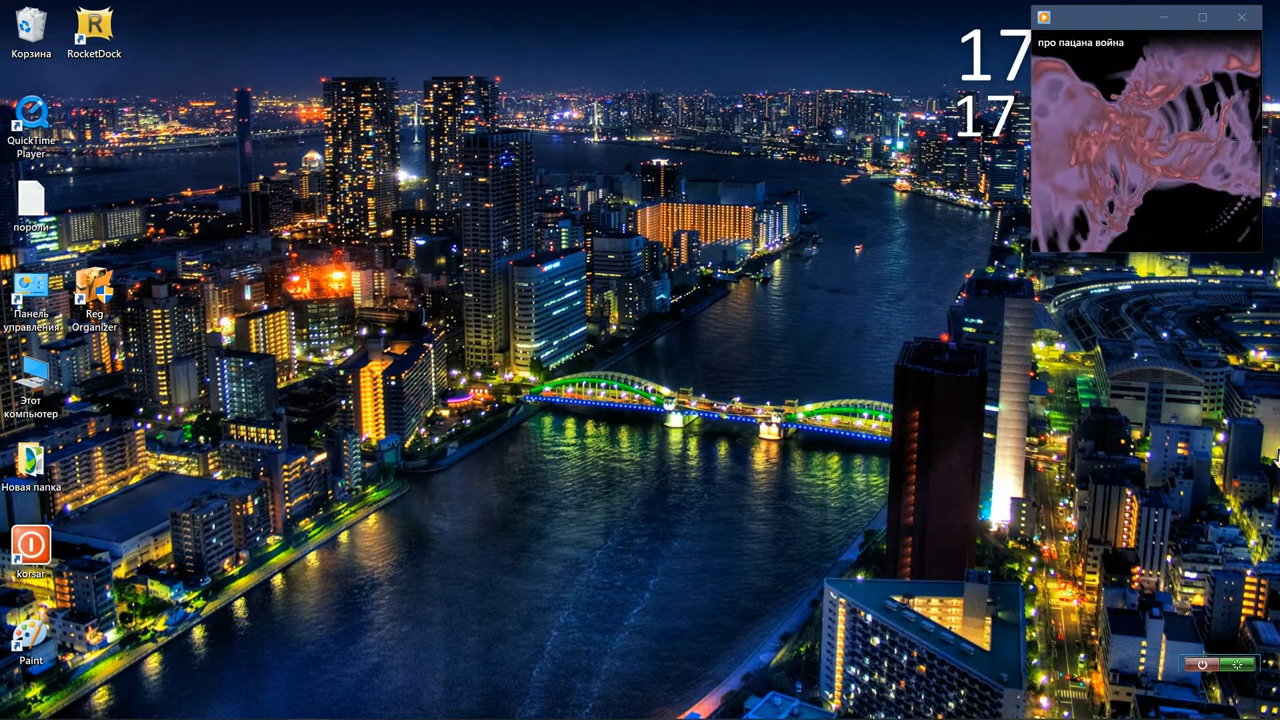 Корзина
RocketDock
QuickTime
Player
пороли
Панель
управления
Reg
Organizer
Этот
компьютер
Новая папка
korsar
Paint
17
17
про пацана война